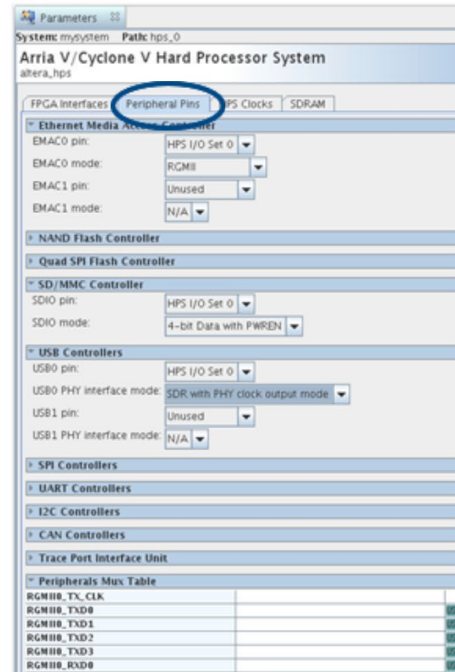 Parameters
System: mysystem Path: hps_0
Arria V/Cyclone V Hard Processor System
altera_hps
FPGA Interfaces Peripheral Pins HPS Clocks SDRAM
Ethernet Media Access Controller
EMAC0 pin: HPS I/O Set 0
EMAC0 mode: RGMII
EMAC1 pin: Unused
EMAC1 mode: N/A
NAND Flash Controller
Quad SPI Flash Controller
SD/MMC Controller
SDIO pin: HPS I/O Set 0
SDIO mode: 4-bit Data with PWREN
USB Controllers
USB0 pin: HPS I/O Set 0
USB0 PHY interface mode: SDR with PHY clock output mode
USB1 pin: Unused
USB1 PHY interface mode: N/A
SPI Controllers
UART Controllers
I2C Controllers
CAN Controllers
Trace Port Interface Unit
Peripherals Mux Table
RGMII0_TX_CLK
RGMII0_TXD0
RGMII0_TXD1
RGMII0_TXD2
RGMII0_TXD3
RGMII0_RXD0